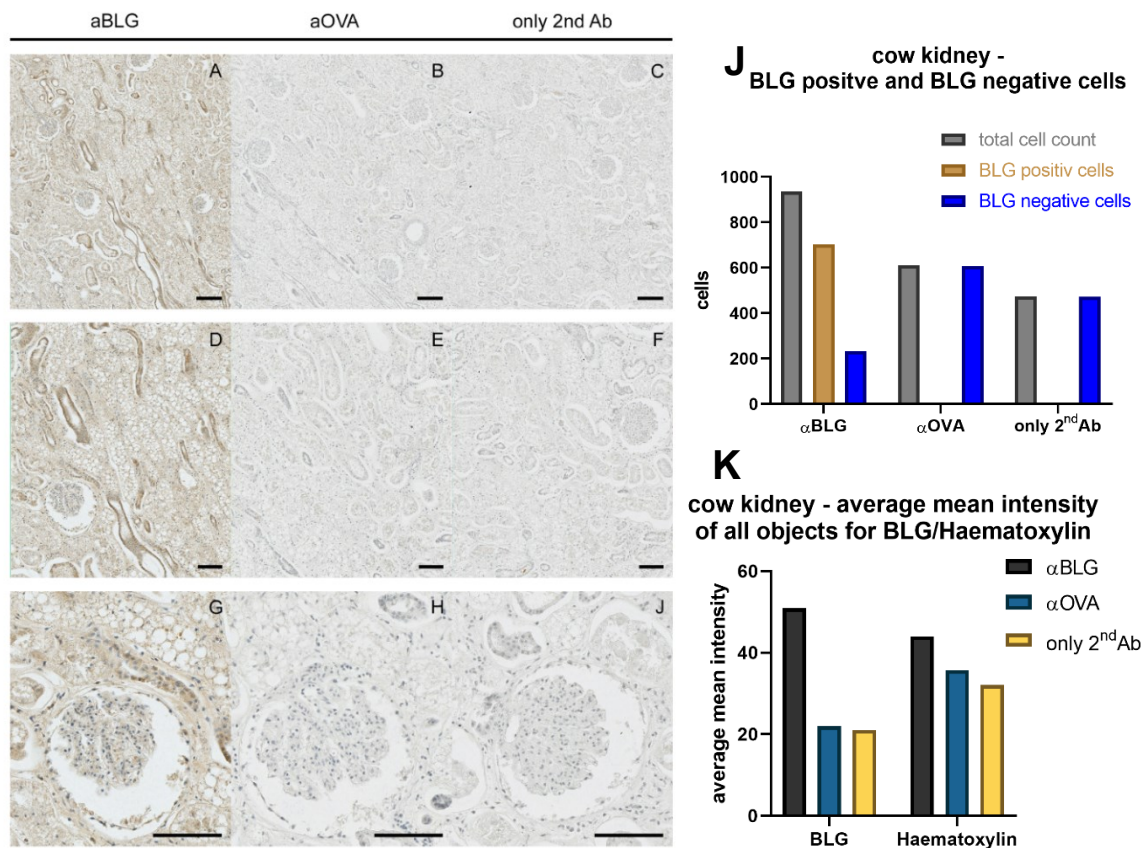 aBLG aOVA only 2nd Ab
A B C
D E F
G H J
J
cow kidney -
BLG positve and BLG negative cells
total cell count
BLG positiv cells
BLG negative cells
cells
1000
800
600
400
200
0
αBLG αOVA only 2ndAb
K
cow kidney - average mean intensity
of all objects for BLG/Haematoxylin
αBLG
αOVA
only 2ndAb
average mean intensity
60
40
20
0
BLG Haematoxylin